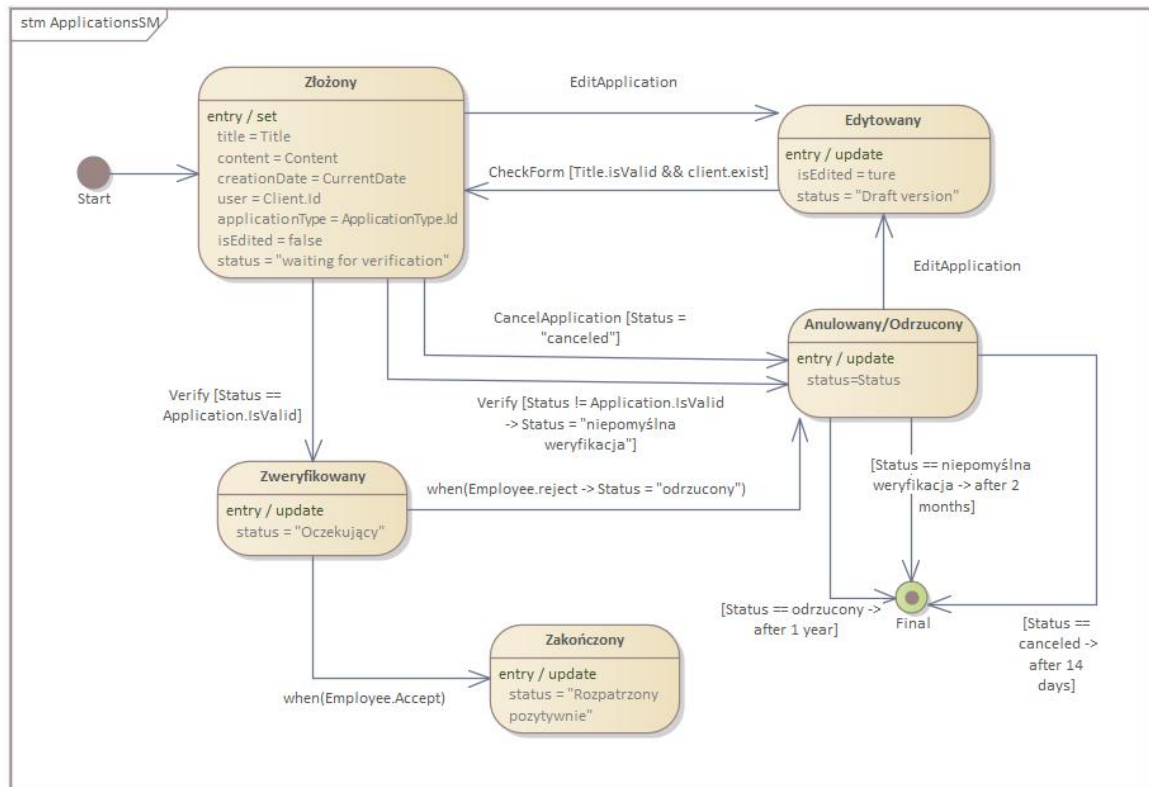 stm ApplicationsSM
Złożony
entry / set
title = Title
content = Content
creationDate = CurrentDate
user = Client.Id
applicationType = ApplicationType.Id
isEdited = false
status = "waiting for verification"
Start
EditApplication
Edytowany
entry / update
isEdited = ture
status = "Draft version"
CheckForm [Title.isValid && client.exist]
EditApplication
CancelApplication [Status =
"canceled"]
Anulowany/Odrzucony
entry / update
status=Status
Verify [Status ==
Application.IsValid]
Verify [Status != Application.IsValid
-> Status = "niepomyślna
weryfikacja"]
Zweryfikowany
entry / update
status = "Oczekujący"
when(Employee.reject -> Status = "odrzucony")
[Status == niepomyślna
weryfikacja -> after 2
months]
[Status == odrzucony ->
after 1 year]
Final
[Status ==
canceled ->
after 14
days]
when(Employee.Accept)
Zakończony
entry / update
status = "Rozpatrzony
pozytywnie"